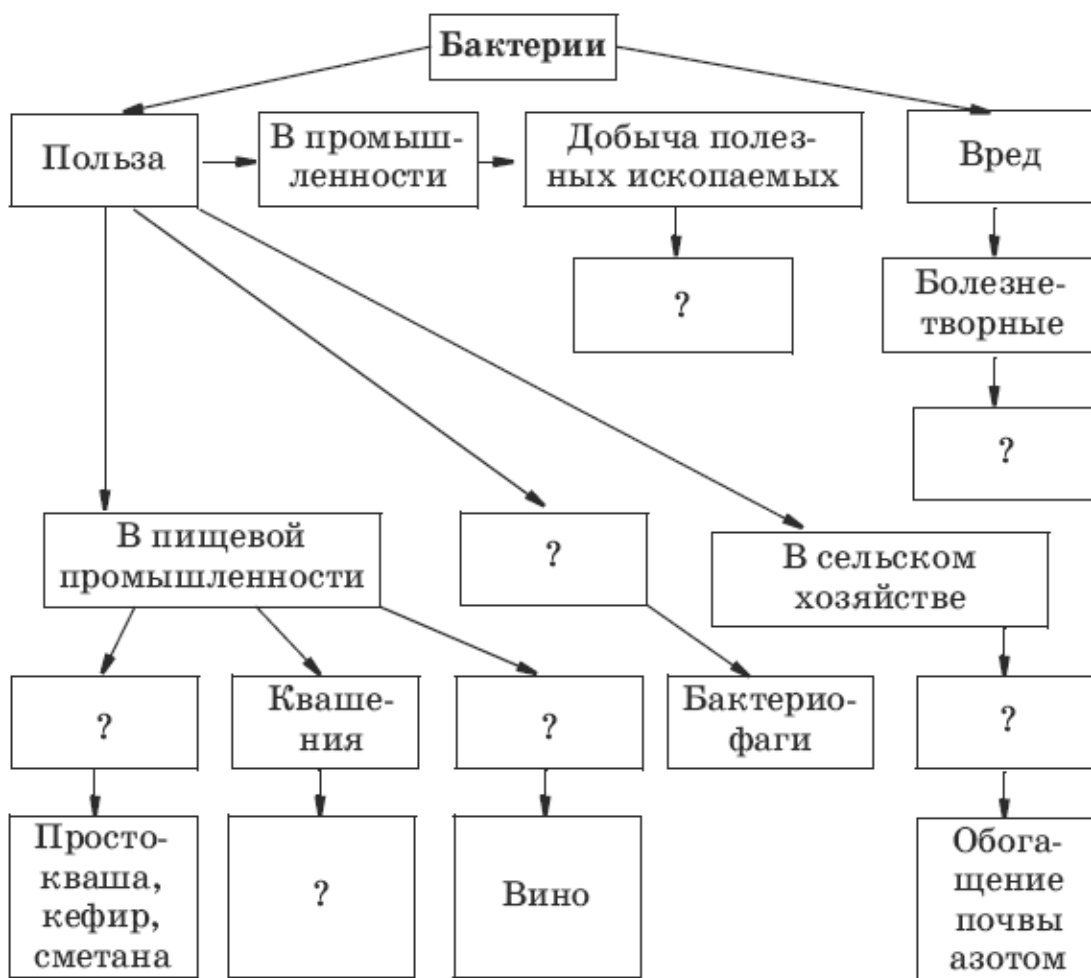 Бактерии
Польза
В промыш-
ленности
Добыча полез-
ных ископаемых
Вред
?
Болезне-
творные
?
В пищевой
промышленности
?
В сельском
хозяйстве
?
Кваше-
ния
?
Бактерио-
фаги
?
Просто-
кваша,
кефир,
сметана
?
Вино
Обога-
щение
почвы
азотом